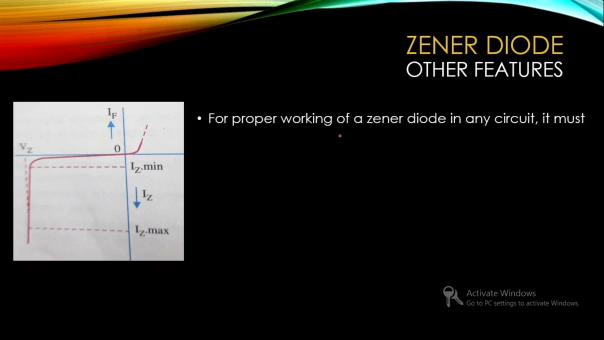 ZENER DIODE
OTHER FEATURES
• For proper working of a zener diode in any circuit, it must
I_F
V_Z
0
I_Z.min
I_Z
I_Z.max
Activate Windows
Go to PC settings to activate Windows.